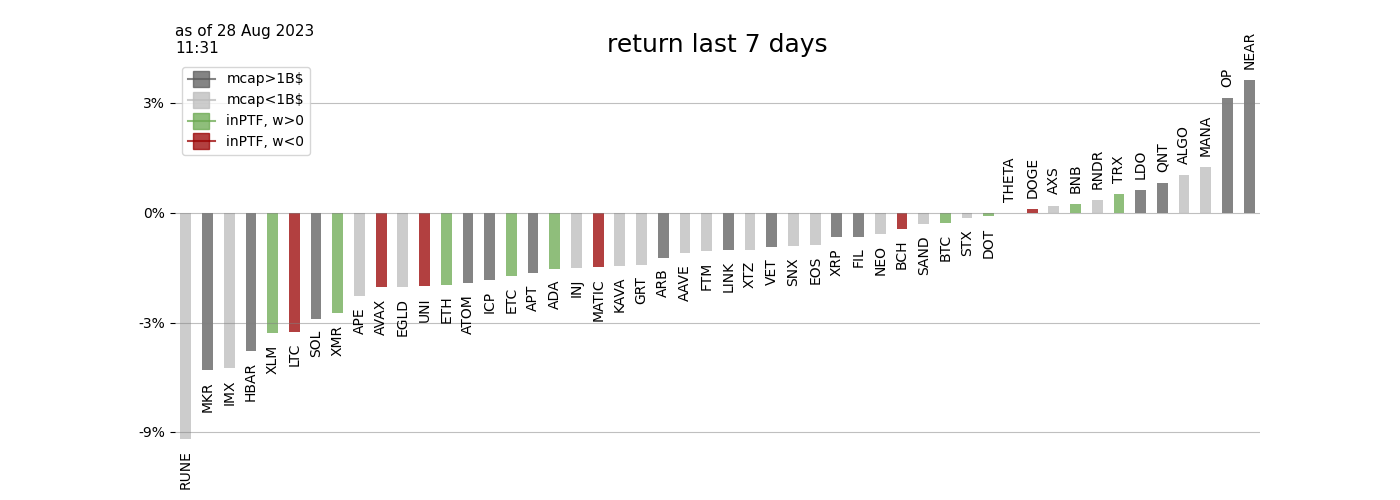 as of 28 Aug 2023
11:31
return last 7 days
mcap>1B$
mcap<1B$
inPTF, w>0
inPTF, w<0
3%
0%
-3%
-9%
RUNE
MKR
IMX
HBAR
XLM
LTC
SOL
XMR
APE
AVAX
EGLD
UNI
ETH
ATOM
ICP
ETC
APT
ADA
INJ
MATIC
KAVA
GRT
ARB
AAVE
FTM
LINK
XTZ
VET
SNX
EOS
XRP
FIL
NEO
BCH
SAND
BTC
STX
DOT
THETA
DOGE
AXS
BNB
RNDR
TRX
LDO
QNT
ALGO
MANA
OP
NEAR